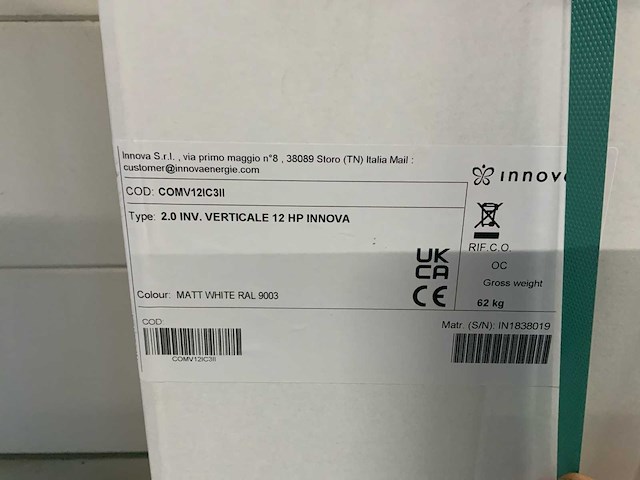 Innova S.r.l. , via primo maggio n°8 , 38089 Storo (TN) Italia Mail :
customer@innovaenergie.com
innov
COD: COMV12IC3II
Type: 2.0 INV. VERTICALE 12 HP INNOVA
RIF.C.O.
OC
UK
CA
CE
Gross weight
62 kg
Colour: MATT WHITE RAL 9003
COD:
COMV12IC3II
Matr. (S/N): IN1838019